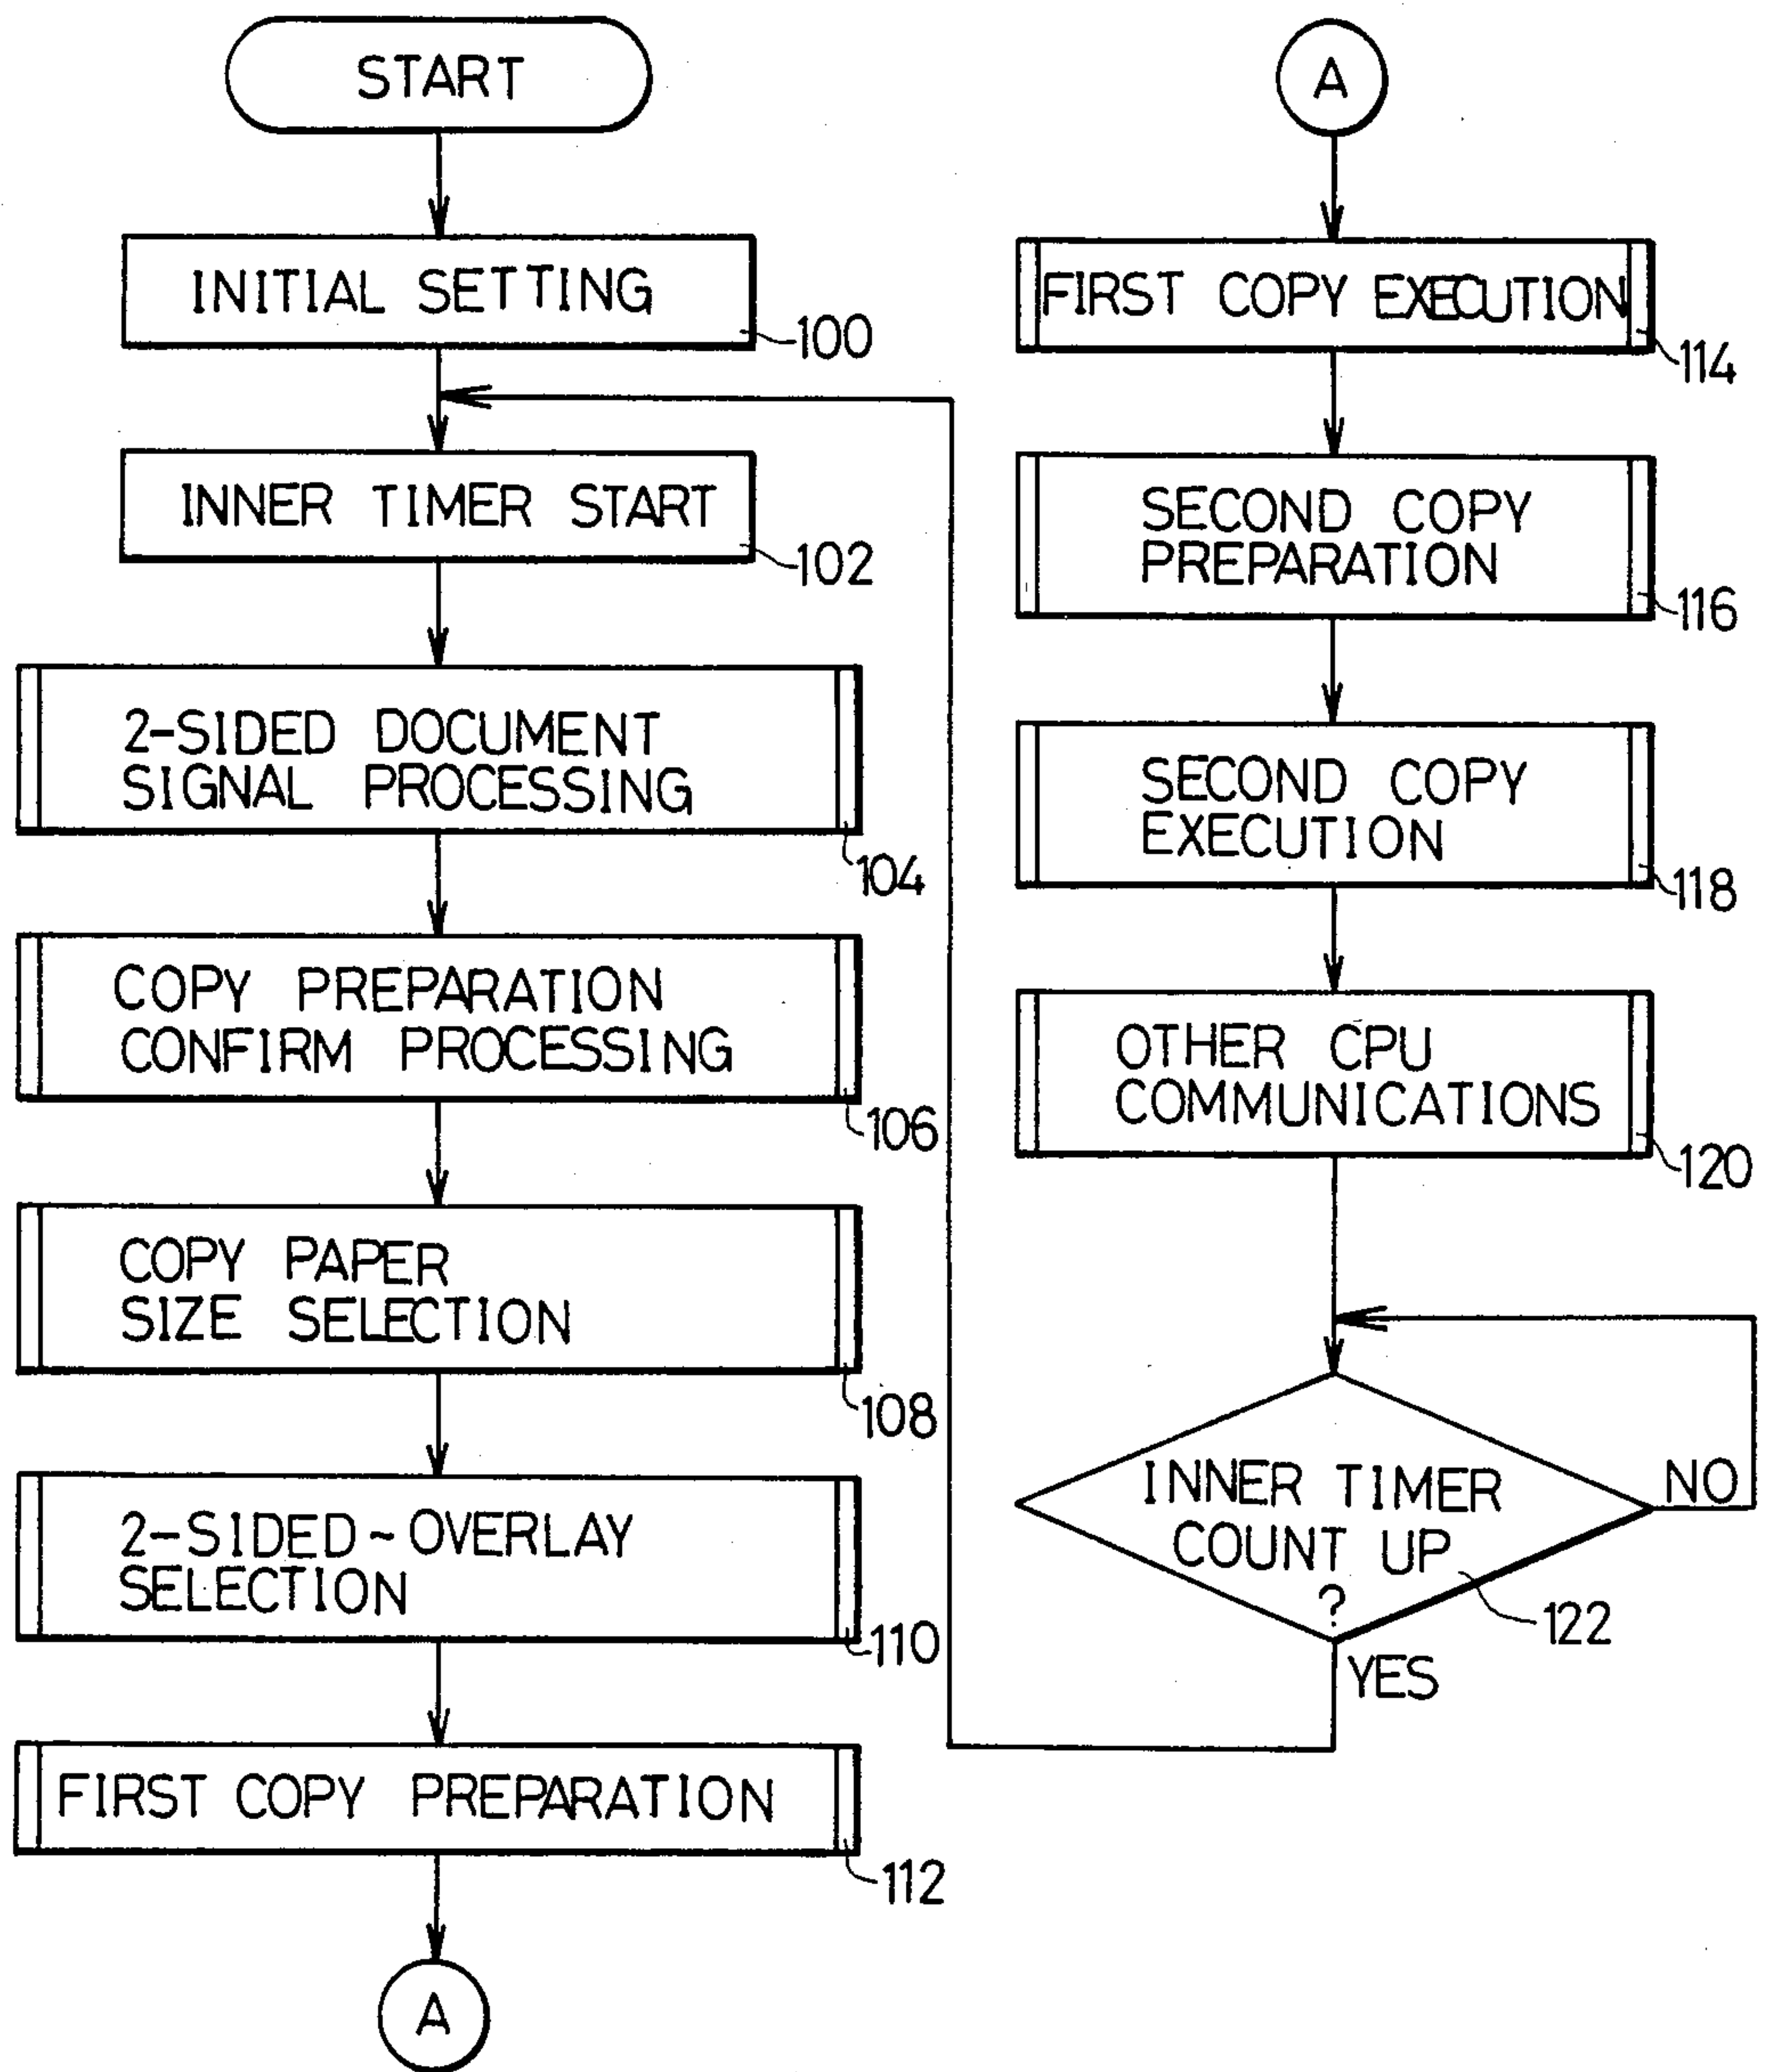 START
INITIAL SETTING
100
INNER TIMER START
102
2-SIDED DOCUMENT
SIGNAL PROCESSING
104
COPY PREPARATION
CONFIRM PROCESSING
106
COPY PAPER
SIZE SELECTION
108
2-SIDED~OVERLAY
SELECTION
110
FIRST COPY PREPARATION
112
A
A
FIRST COPY EXECUTION
114
SECOND COPY
PREPARATION
116
SECOND COPY
EXECUTION
118
OTHER CPU
COMMUNICATIONS
120
INNER TIMER
COUNT UP
?
NO
122
YES